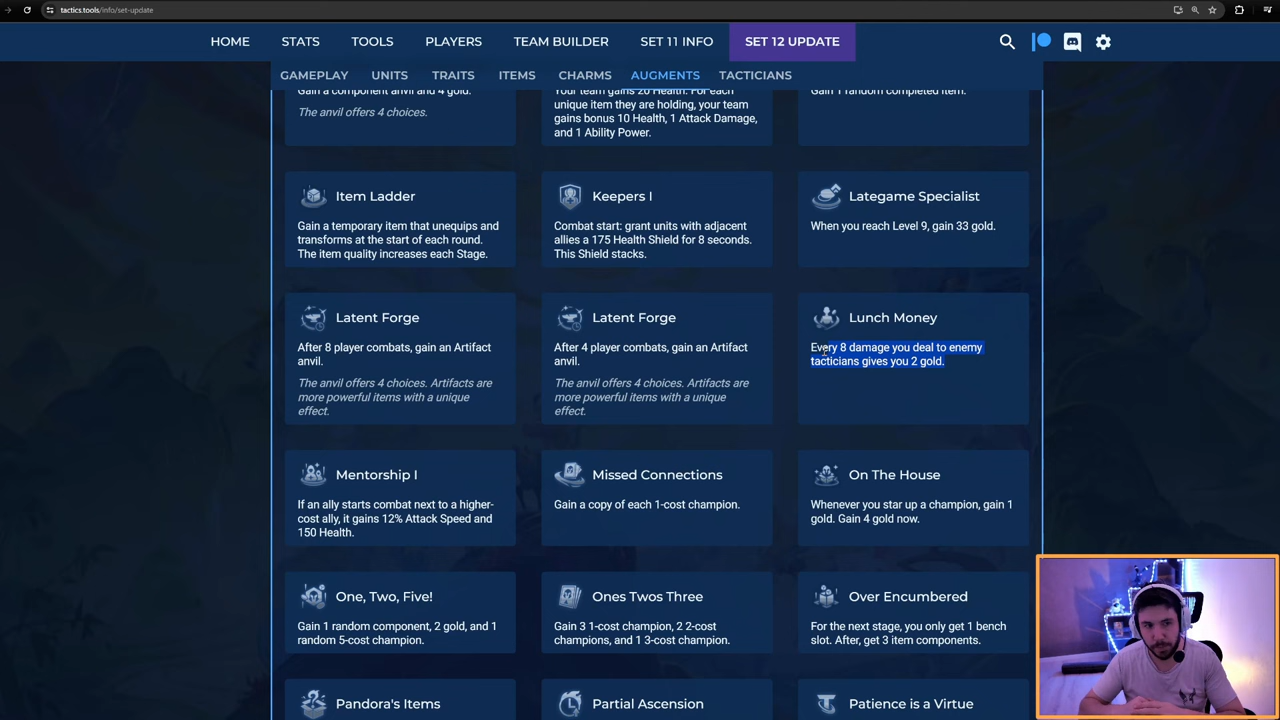 tactics.tools/info/set-update
HOME STATS TOOLS PLAYERS TEAM BUILDER SET 11 INFO SET 12 UPDATE
GAMEPLAY UNITS TRAITS ITEMS CHARMS AUGMENTS TACTICIANS
Gain a component anvil and 4 gold.
The anvil offers 4 choices.
Your team gains 20 Health. For each
unique item they are holding, your team
gains bonus 10 Health, 1 Attack Damage,
and 1 Ability Power.
Gain 1 random completed item.
Item Ladder
Gain a temporary item that unequips and
transforms at the start of each round.
The item quality increases each Stage.
Keepers I
Combat start: grant units with adjacent
allies a 175 Health Shield for 8 seconds.
This Shield stacks.
Lategame Specialist
When you reach Level 9, gain 33 gold.
Latent Forge
After 8 player combats, gain an Artifact
anvil.
The anvil offers 4 choices. Artifacts are
more powerful items with a unique
effect.
Latent Forge
After 4 player combats, gain an Artifact
anvil.
The anvil offers 4 choices. Artifacts are
more powerful items with a unique
effect.
Lunch Money
Every 8 damage you deal to enemy
tacticians gives you 2 gold.
Mentorship I
If an ally starts combat next to a higher-
cost ally, it gains 12% Attack Speed and
150 Health.
Missed Connections
Gain a copy of each 1-cost champion.
On The House
Whenever you star up a champion, gain 1
gold. Gain 4 gold now.
One, Two, Five!
Gain 1 random component, 2 gold, and 1
random 5-cost champion.
Ones Twos Three
Gain 3 1-cost champion, 2 2-cost
champions, and 1 3-cost champion.
Over Encumbered
For the next stage, you only get 1 bench
slot. After, get 3 item components.
Pandora's Items
Partial Ascension
Patience is a Virtue